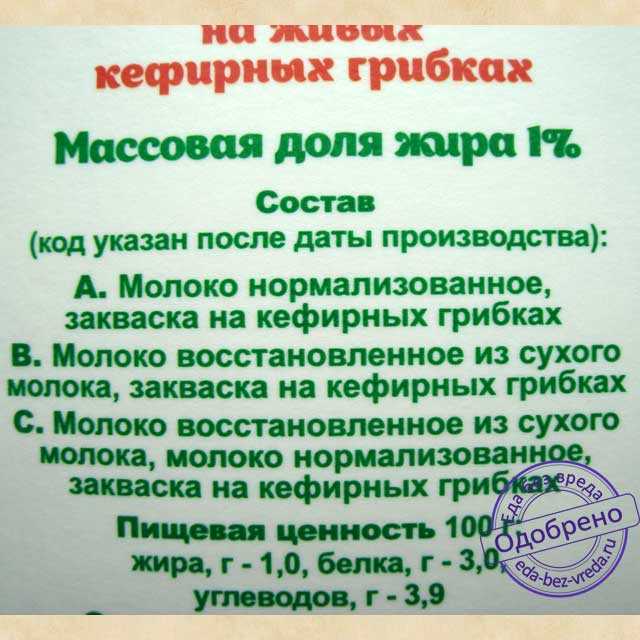 на живых
кефирных грибках
Массовая доля жира 1%
Состав
(код указан после даты производства):
А. Молоко нормализованное,
закваска на кефирных грибках
В. Молоко восстановленное из сухого
молока, закваска на кефирных грибках
С. Молоко восстановленное из сухого
молока, молоко нормализованное,
закваска на кефирных грибках
Пищевая ценность 100 г:
жира, г - 1,0, белка, г - 3,0,
углеводов, г - 3,9
Еда без вреда
Одобрено
eda-bez-vreda.ru